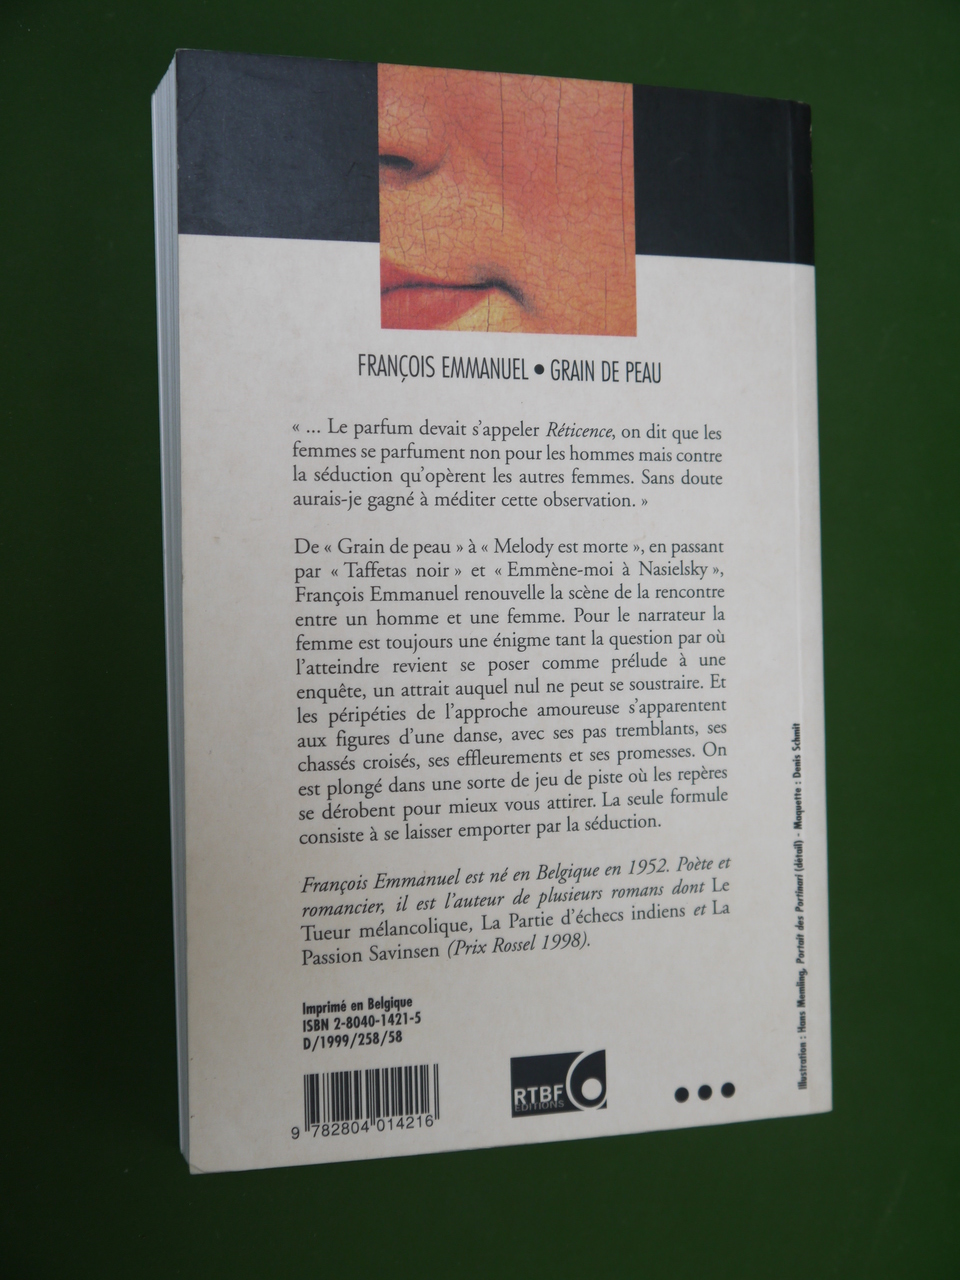 FRANÇOIS EMMANUEL • GRAIN DE PEAU
« ... Le parfum devait s'appeler Réticence, on dit que les
femmes se parfument non pour les hommes mais contre
la séduction qu'opèrent les autres femmes. Sans doute
aurais-je gagné à méditer cette observation. »
De « Grain de peau » à « Melody est morte », en passant
par « Taffetas noir » et « Emmène-moi à Nasielsky »,
François Emmanuel renouvelle la scène de la rencontre
entre un homme et une femme. Pour le narrateur la
femme est toujours une énigme tant la question par où
l'atteindre revient se poser comme prélude à une
enquête, un attrait auquel nul ne peut se soustraire. Et
les péripéties de l'approche amoureuse s'apparentent
aux figures d'une danse, avec ses pas tremblants, ses
chassés croisés, ses effleurements et ses promesses. On
est plongé dans une sorte de jeu de piste où les repères
se dérobent pour mieux vous attirer. La seule formule
consiste à se laisser emporter par la séduction.
François Emmanuel est né en Belgique en 1952. Poète et
romancier, il est l'auteur de plusieurs romans dont Le
Tueur mélancolique, La Partie d'échecs indiens et La
Passion Savinsen (Prix Rossel 1998).
Imprimé en Belgique
ISBN 2-8040-1421-5
D/1999/258/58
9 782804 014216
RTBF
EDITIONS
Illustration : Hans Memling, Portait des Portinari (détail) - Maquette : Denis Schmit